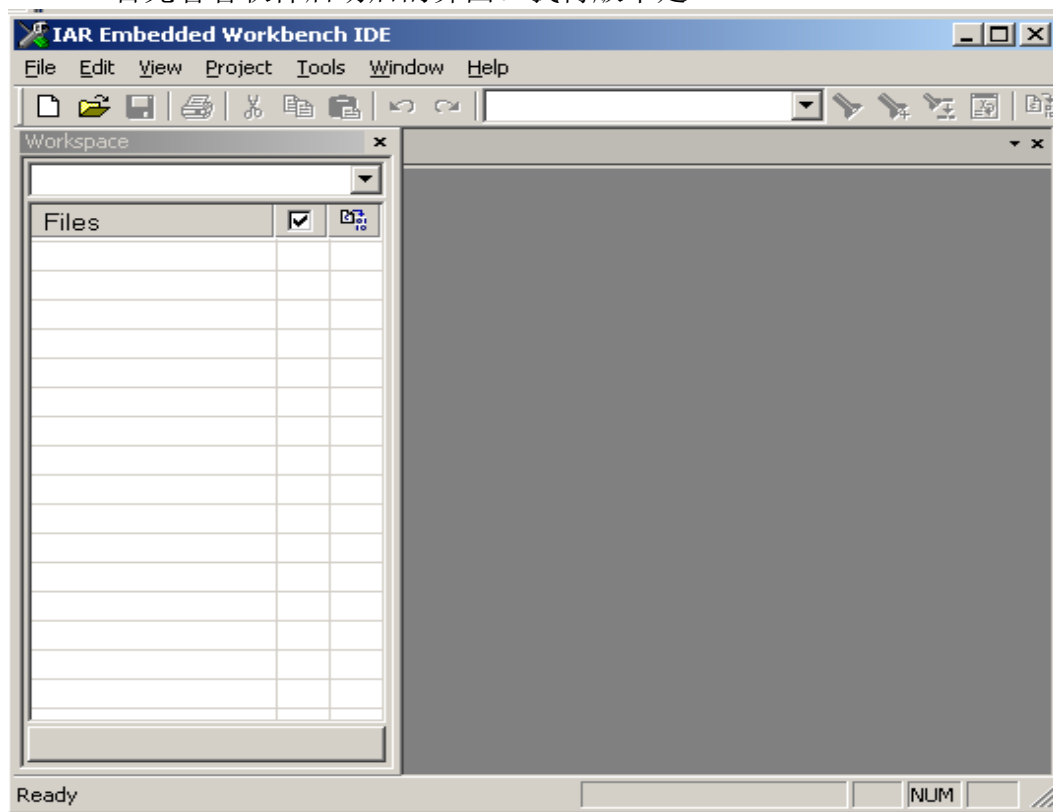 IAR Embedded Workbench IDE
File Edit View Project Tools Window Help
Workspace
Files
Ready
NUM